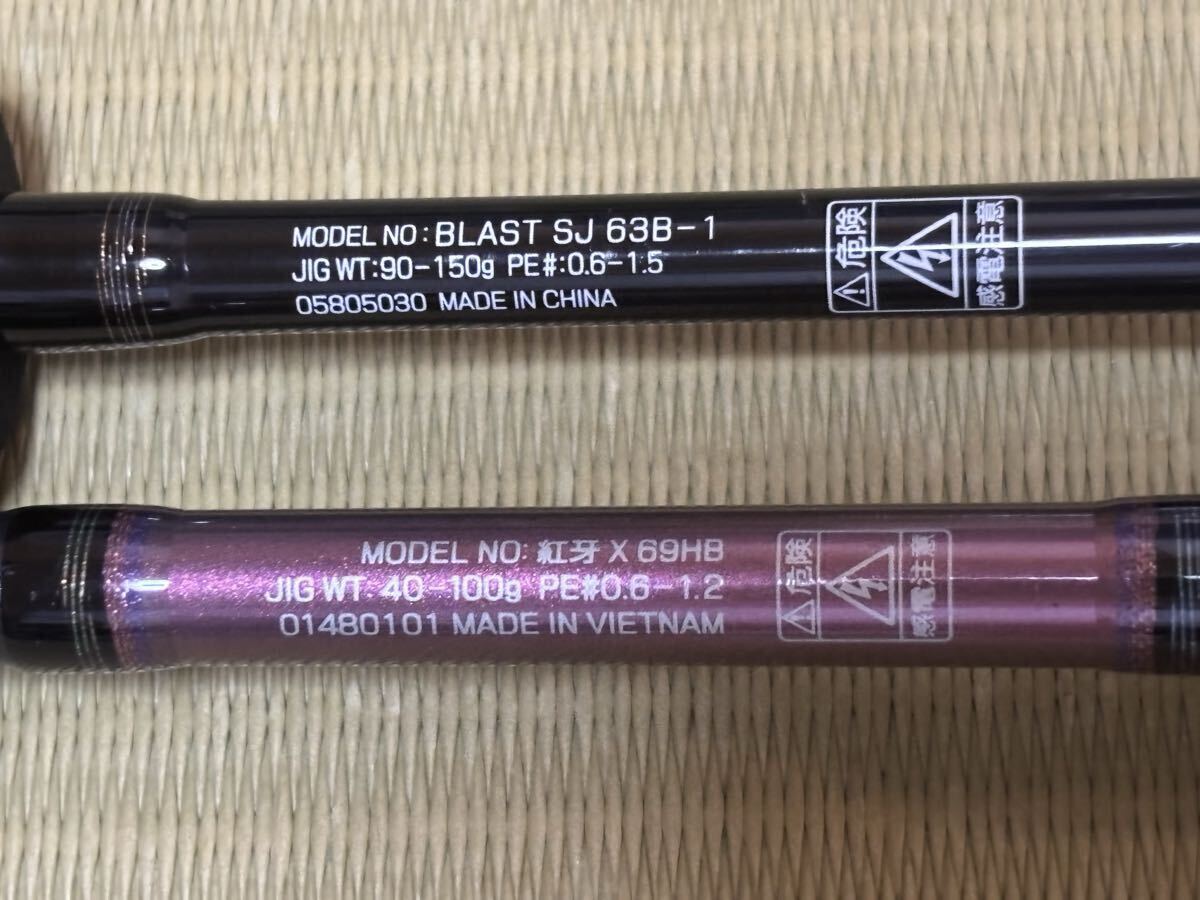 MODEL NO: BLAST SJ 63B-1
JIG WT:90-150g PE#:0.6-1.5
05805030 MADE IN CHINA
危険
感電注意
MODEL NO: 紅牙 X 69HB
JIG WT. 40-100g PE#0.6-1.2
01480101 MADE IN VIETNAM
危険
感電注意